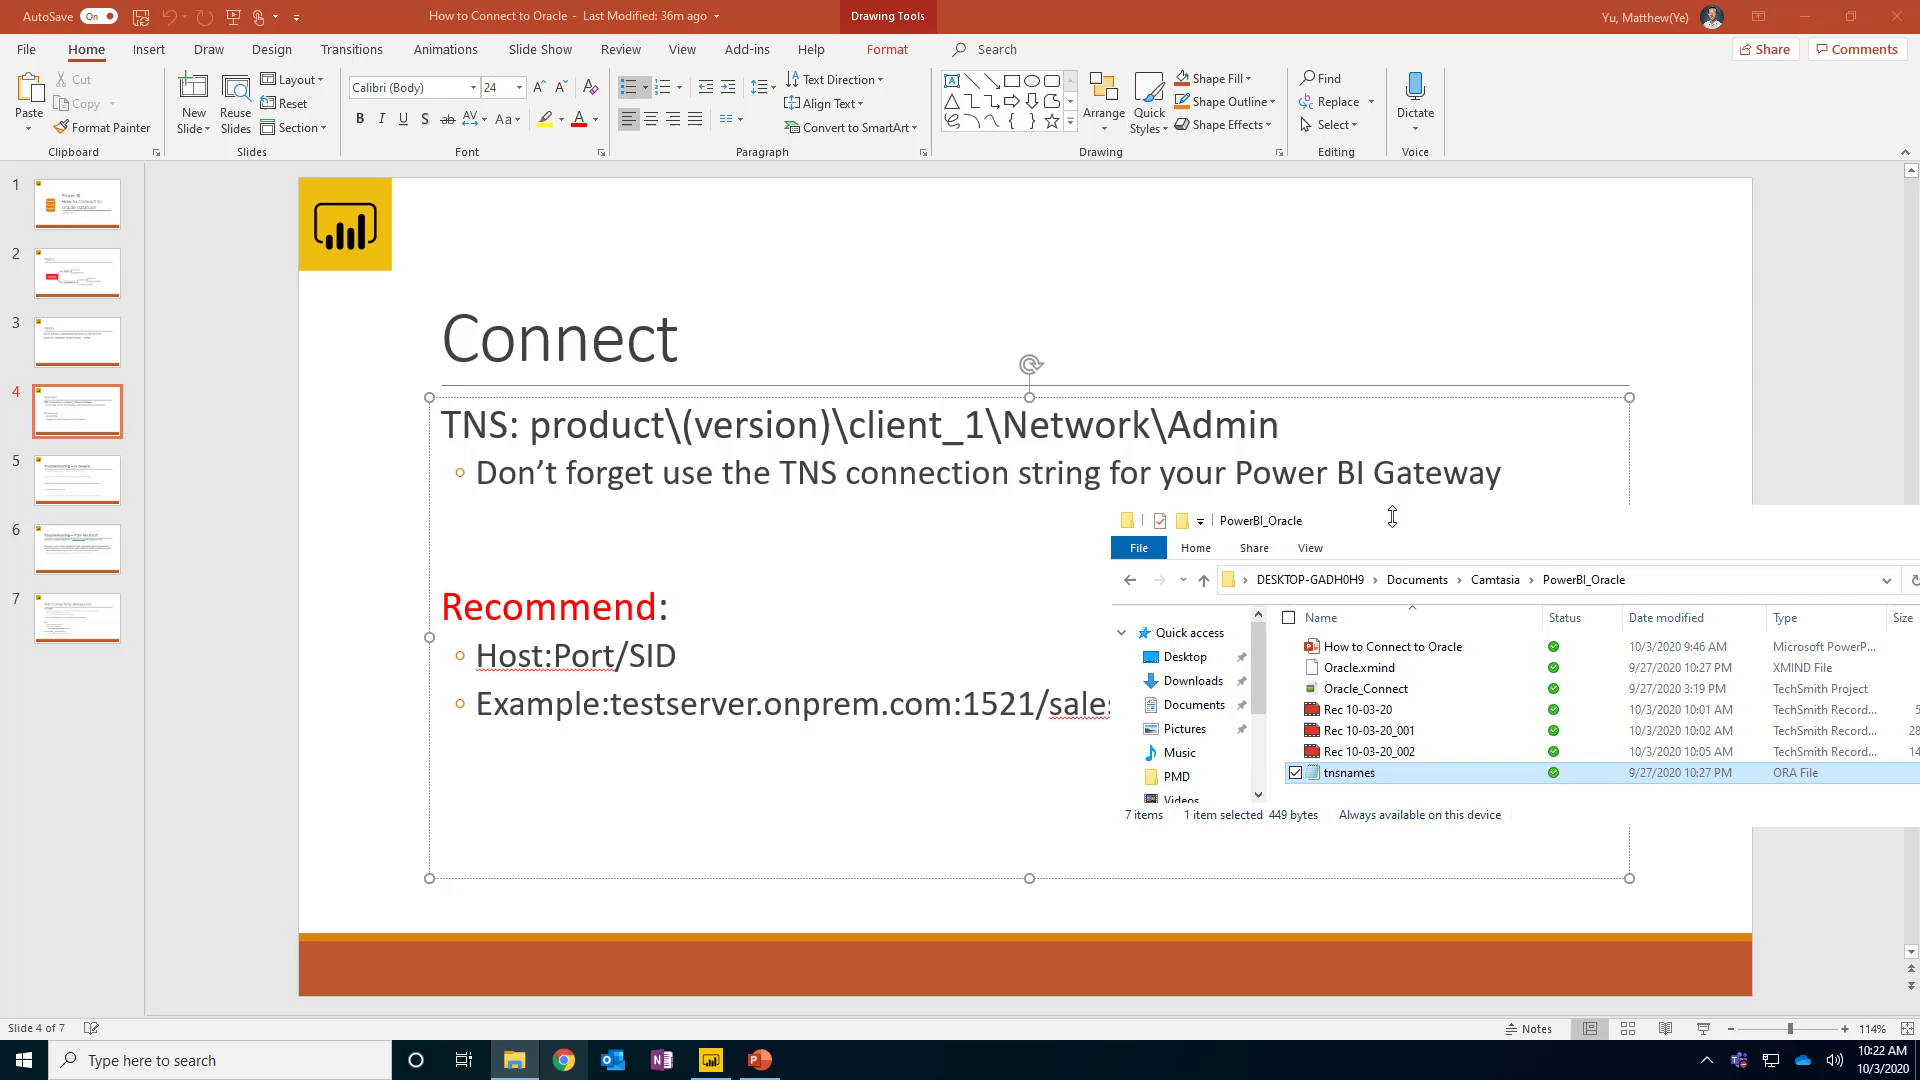 AutoSave On How to Connect to Oracle - Last Modified: 36m ago Drawing Tools Yu, Matthew(Ye)
File Home Insert Draw Design Transitions Animations Slide Show Review View Add-ins Help Format Search Share Comments
Paste
Cut
Copy
Format Painter
Clipboard
New Slide
Reuse Slides
Layout
Reset
Section
Slides
Calibri (Body) 24
Font
Text Direction
Align Text
Convert to SmartArt
Paragraph
Arrange
Quick Styles
Shape Fill
Shape Outline
Shape Effects
Drawing
Find
Replace
Select
Editing
Dictate
Voice
1
2
3
4
5
6
7
Connect
TNS: product\(version)\client_1\Network\Admin
Don’t forget use the TNS connection string for your Power BI Gateway
Recommend:
Host:Port/SID
Example:testserver.onprem.com:1521/sales
PowerBI_Oracle
File Home Share View
DESKTOP-GADH0H9 Documents Camtasia PowerBI_Oracle
Quick access
Desktop
Downloads
Documents
Pictures
Music
PMD
Videos
Name Status Date modified Type Size
How to Connect to Oracle 10/3/2020 9:46 AM Microsoft PowerP...
Oracle.xmind 9/27/2020 10:27 PM XMIND File
Oracle_Connect 9/27/2020 3:19 PM TechSmith Project
Rec 10-03-20 10/3/2020 10:01 AM TechSmith Record... 5
Rec 10-03-20_001 10/3/2020 10:02 AM TechSmith Record... 28
Rec 10-03-20_002 10/3/2020 10:05 AM TechSmith Record... 14
tnsnames 9/27/2020 10:27 PM ORA File
7 items 1 item selected 449 bytes Always available on this device
Slide 4 of 7 Notes 114%
Type here to search
10:22 AM
10/3/2020